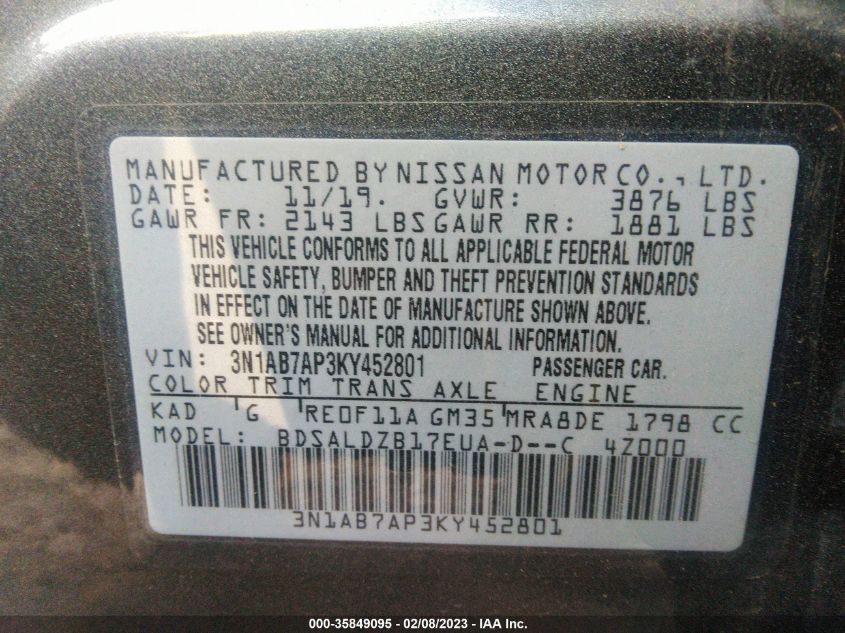 MANUFACTURED BY NISSAN MOTOR CO., LTD.
DATE: 11/19. GVWR: 3876 LBS
GAWR FR: 2143 LBS GAWR RR: 1881 LBS
THIS VEHICLE CONFORMS TO ALL APPLICABLE FEDERAL MOTOR
VEHICLE SAFETY, BUMPER AND THEFT PREVENTION STANDARDS
IN EFFECT ON THE DATE OF MANUFACTURE SHOWN ABOVE.
SEE OWNER'S MANUAL FOR ADDITIONAL INFORMATION.
VIN: 3N1AB7AP3KY452801 PASSENGER CAR.
COLOR TRIM TRANS AXLE ENGINE
KAD G RE0F11A GM35 MRA8DE 1798 CC
MODEL: BDSALDZB17EUA-D--C 4Z000
3N1AB7AP3KY452801
000-35849095 - 02/08/2023 - IAA Inc.